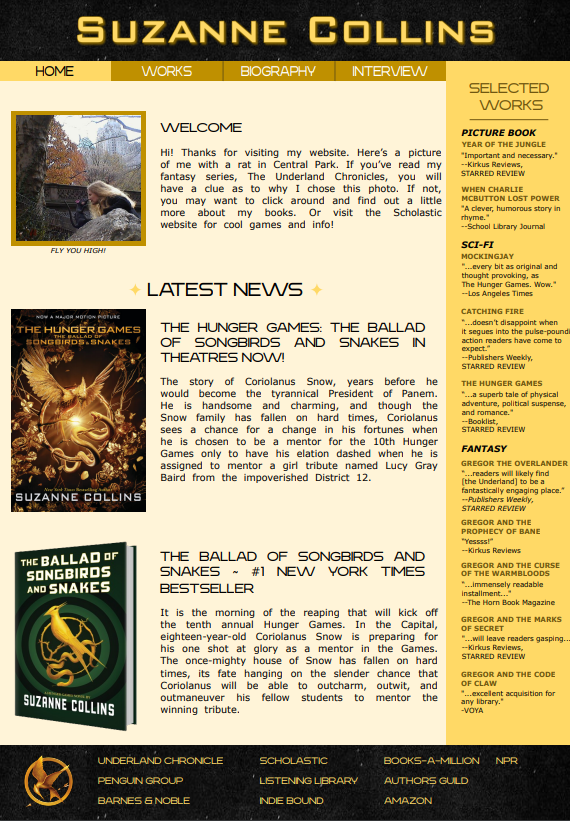 SUZANNE COLLINS
HOME
WORKS
BIOGRAPHY
INTERVIEW
WELCOME
Hi! Thanks for visiting my website. Here's a picture
of me with a rat in Central Park. If you've read my
fantasy series, The Underland Chronicles, you will
have a clue as to why I chose this photo. If not,
you may want to click around and find out a little
more about my books. Or visit the Scholastic
website for cool games and info!
FLY YOU HIGH!
LATEST NEWS
NOW A MAJOR MOTION PICTURE
THE HUNGER GAMES
THE BALLAD OF
SONGBIRDS & SNAKES
New York Times Bestselling Author
SUZANNE COLLINS
THE HUNGER GAMES: THE BALLAD
OF SONGBIRDS AND SNAKES IN
THEATRES NOW!
The story of Coriolanus Snow, years before he
would become the tyrannical President of Panem.
He is handsome and charming, and though the
Snow family has fallen on hard times, Coriolanus
sees a chance for a change in his fortunes when
he is chosen to be a mentor for the 10th Hunger
Games only to have his elation dashed when he is
assigned to mentor a girl tribute named Lucy Gray
Baird from the impoverished District 12.
THE BALLAD OF
SONGBIRDS
AND SNAKES
A HUNGER GAMES NOVEL BY
SUZANNE COLLINS
THE BALLAD OF SONGBIRDS AND
SNAKES ~ #1 NEW YORK TIMES
BESTSELLER
It is the morning of the reaping that will kick off
the tenth annual Hunger Games. In the Capital,
eighteen-year-old Coriolanus Snow is preparing for
his one shot at glory as a mentor in the Games.
The once-mighty house of Snow has fallen on hard
times, its fate hanging on the slender chance that
Coriolanus will be able to outcharm, outwit, and
outmaneuver his fellow students to mentor the
winning tribute.
SELECTED
WORKS
PICTURE BOOK
YEAR OF THE JUNGLE
"Important and necessary."
--Kirkus Reviews,
STARRED REVIEW
WHEN CHARLIE
MCBUTTON LOST POWER
"A clever, humorous story in
rhyme."
--School Library Journal
SCI-FI
MOCKINGJAY
"...every bit as original and
thought provoking, as
The Hunger Games. Wow."
--Los Angeles Times
CATCHING FIRE
"...doesn't disappoint when
it segues into the pulse-poundi
action readers have come to
expect."
--Publishers Weekly,
STARRED REVIEW
THE HUNGER GAMES
"...a superb tale of physical
adventure, political suspense,
and romance."
--Booklist,
STARRED REVIEW
FANTASY
GREGOR THE OVERLANDER
"...readers will likely find
[the Underland] to be a
fantastically engaging place."
--Publishers Weekly,
STARRED REVIEW
GREGOR AND THE
PROPHECY OF BANE
"Yessss!"
--Kirkus Reviews
GREGOR AND THE CURSE
OF THE WARMBLOODS
"...immensely readable
installment..."
--The Horn Book Magazine
GREGOR AND THE MARKS
OF SECRET
"...will leave readers gasping...
--Kirkus Reviews,
STARRED REVIEW
GREGOR AND THE CODE
OF CLAW
"...excellent acquisition for
any library."
-VOYA
UNDERLAND CHRONICLE
PENGUIN GROUP
BARNES & NOBLE
SCHOLASTIC
LISTENING LIBRARY
INDIE BOUND
BOOKS-A-MILLION
AUTHORS GUILD
AMAZON
NPR